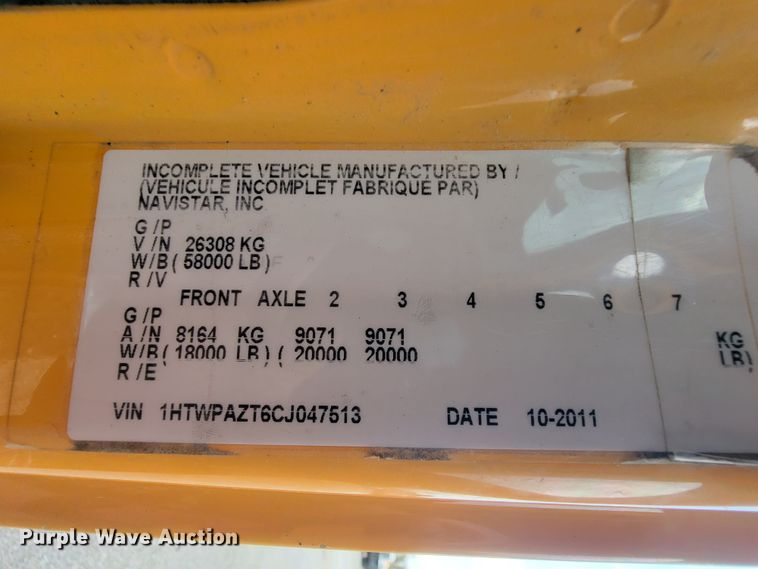 INCOMPLETE VEHICLE MANUFACTURED BY /
(VEHICULE INCOMPLET FABRIQUE PAR)
NAVISTAR, INC
G /P
V /N 26308 KG
W/B ( 58000 LB )
R /V
FRONT AXLE 2 3 4 5 6 7
G /P
A /N 8164 KG 9071 9071 KG
W/B ( 18000 LB ) ( 20000 20000 LB)
R /E
VIN 1HTWPAZT6CJ047513 DATE 10-2011
Purple Wave Auction